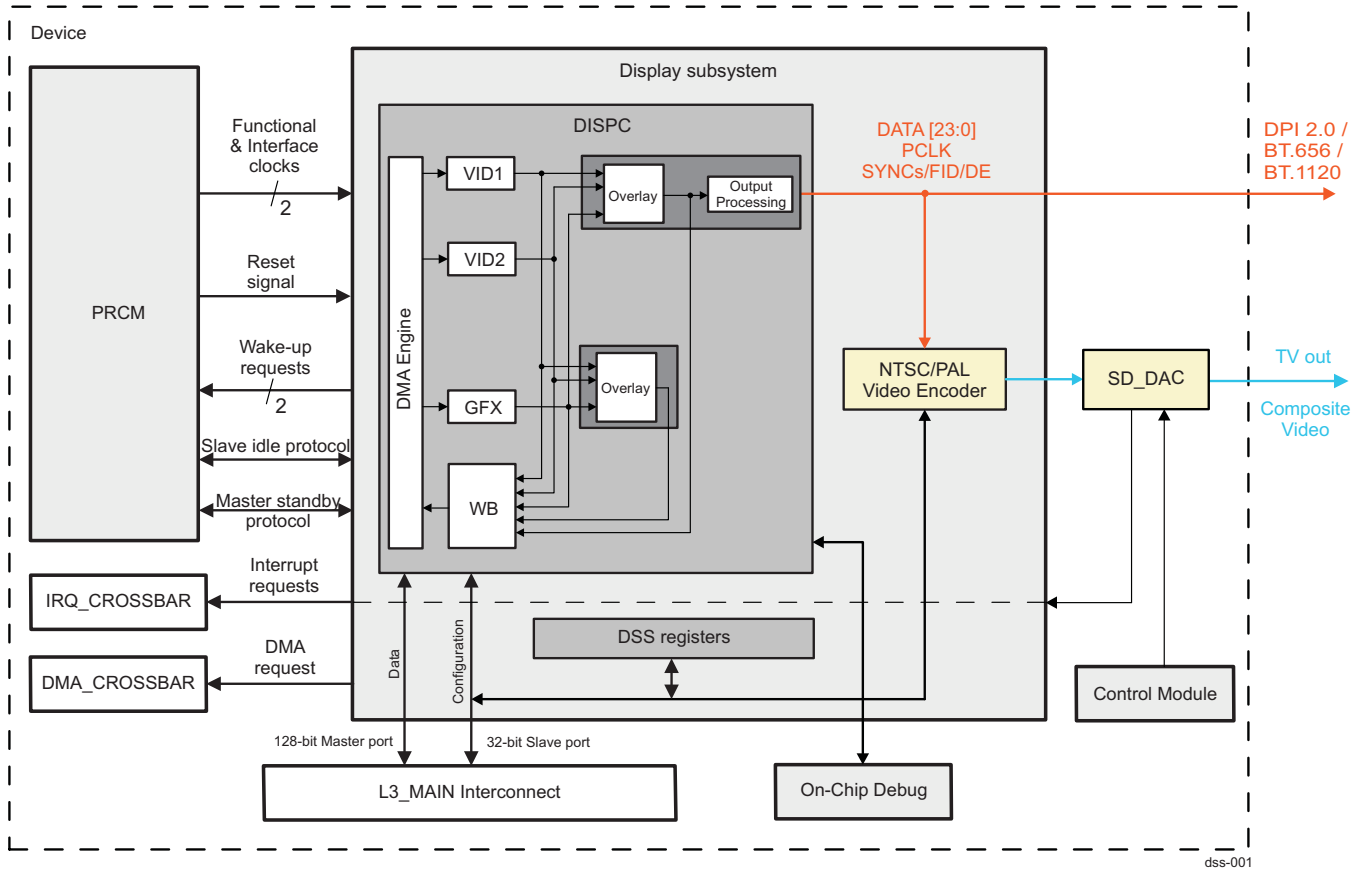 Device
Display subsystem
PRCM
Functional
& Interface
clocks
2
Reset
signal
Wake-up
requests
2
Slave idle protocol
Master standby
protocol
Interrupt
requests
IRQ_CROSSBAR
DMA
request
DMA_CROSSBAR
DISPC
DMA Engine
VID1
VID2
GFX
WB
Overlay
Output
Processing
Overlay
DATA [23:0]
PCLK
SYNCs/FID/DE
DPI 2.0 /
BT.656 /
BT.1120
NTSC/PAL
Video Encoder
SD_DAC
TV out
Composite
Video
DSS registers
Data
Configuration
Control Module
128-bit Master port
32-bit Slave port
L3_MAIN Interconnect
On-Chip Debug
dss-001